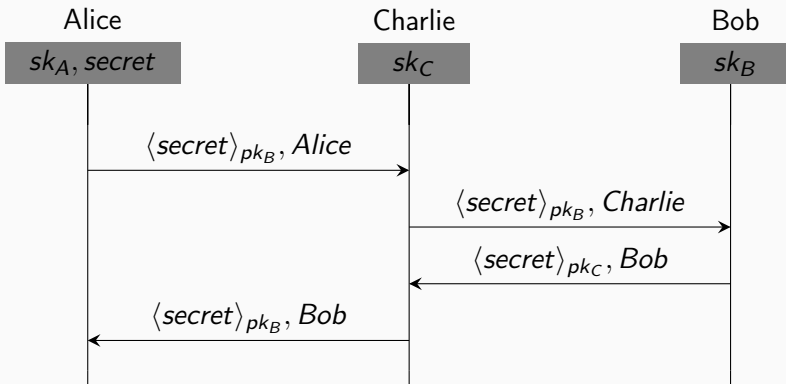 Alice Charlie Bob
sk_A, secret sk_C sk_B
⟨secret⟩_{pk_B}, Alice
⟨secret⟩_{pk_B}, Charlie
⟨secret⟩_{pk_C}, Bob
⟨secret⟩_{pk_B}, Bob